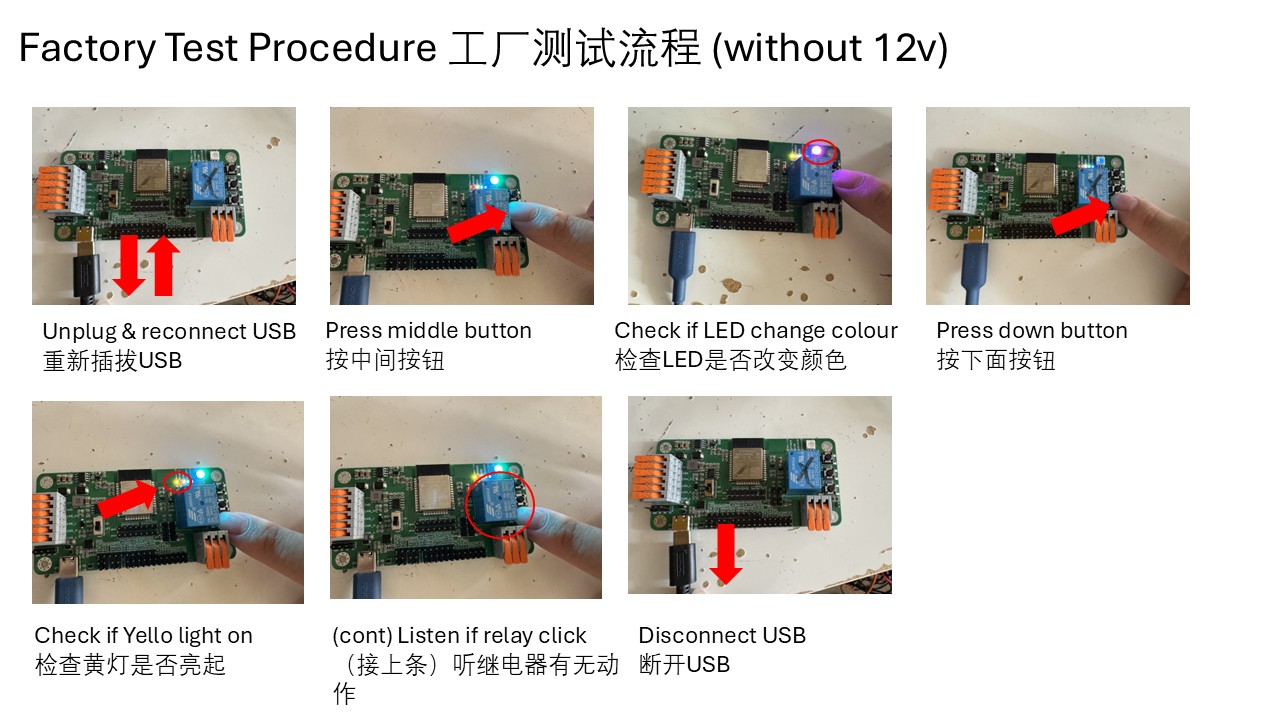 Factory Test Procedure 工厂测试流程 (without 12v)
Unplug & reconnect USB
重新插拔USB
Press middle button
按中间按钮
Check if LED change colour
检查LED是否改变颜色
Press down button
按下面按钮
Check if Yello light on
检查黄灯是否亮起
(cont) Listen if relay click
（接上条）听继电器有无动
作
Disconnect USB
断开USB